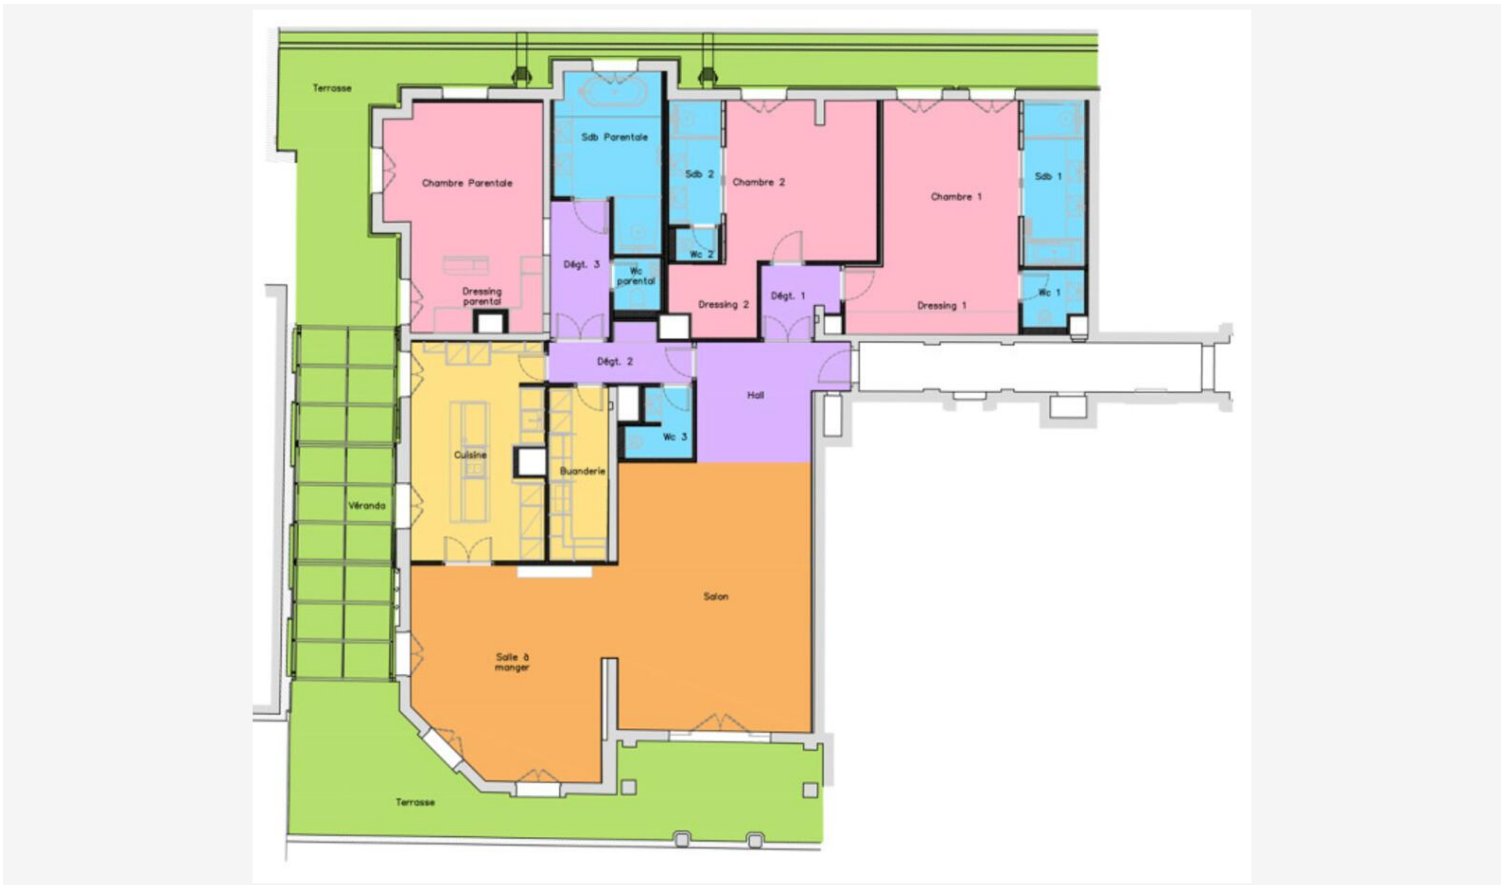 Terrasse
Sdb Parentale
Chambre Parentale
Sdb 2
Chambre 2
Chambre 1
Sdb 1
Wc 2
Dégt. 3
Wc
parental
Dressing
parental
Dressing 2
Dégt. 1
Dressing 1
Wc 1
Dégt. 2
Hall
Wc 3
Cuisine
Buanderie
Véranda
Salon
Salle à
manger
Terrasse